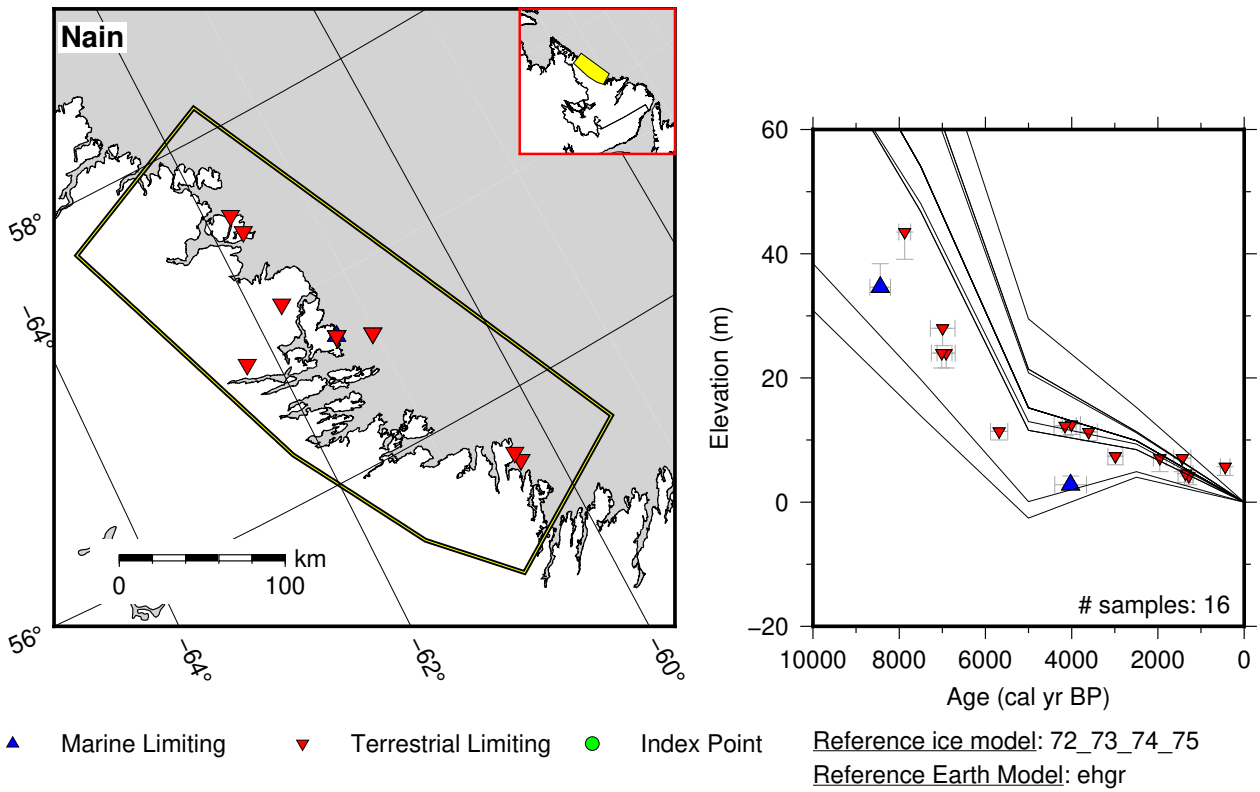 Nain
58°
−64°
56°
−64°
−62°
−60°
km
0 100
60
40
20
0
−20
Elevation (m)
# samples: 16
10000 8000 6000 4000 2000 0
Age (cal yr BP)
Marine Limiting Terrestrial Limiting Index Point
Reference ice model: 72_73_74_75
Reference Earth Model: ehgr